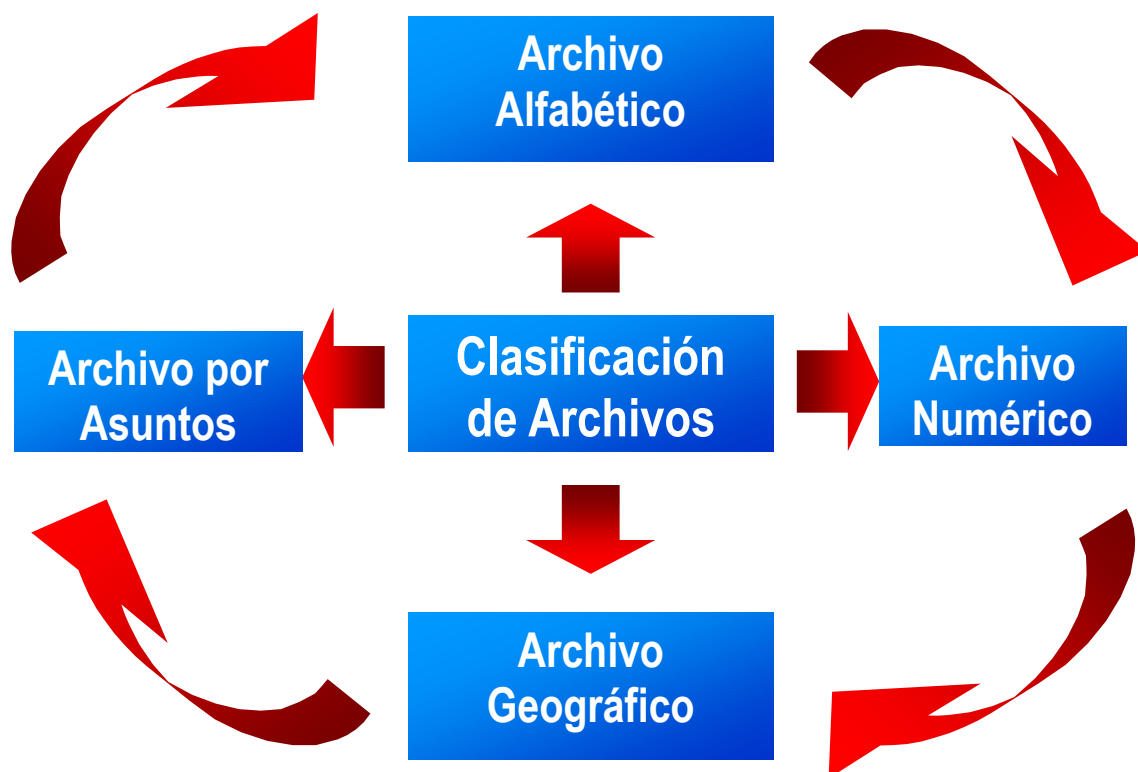 Archivo
Alfabético
Archivo por
Asuntos
Clasificación
de Archivos
Archivo
Numérico
Archivo
Geográfico